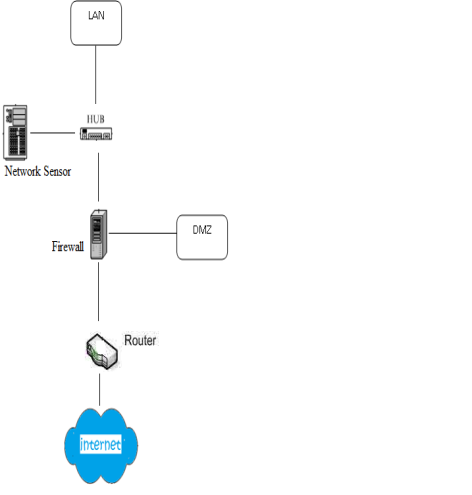 LAN
HUB
Network Sensor
DMZ
Firewall
Router
internet